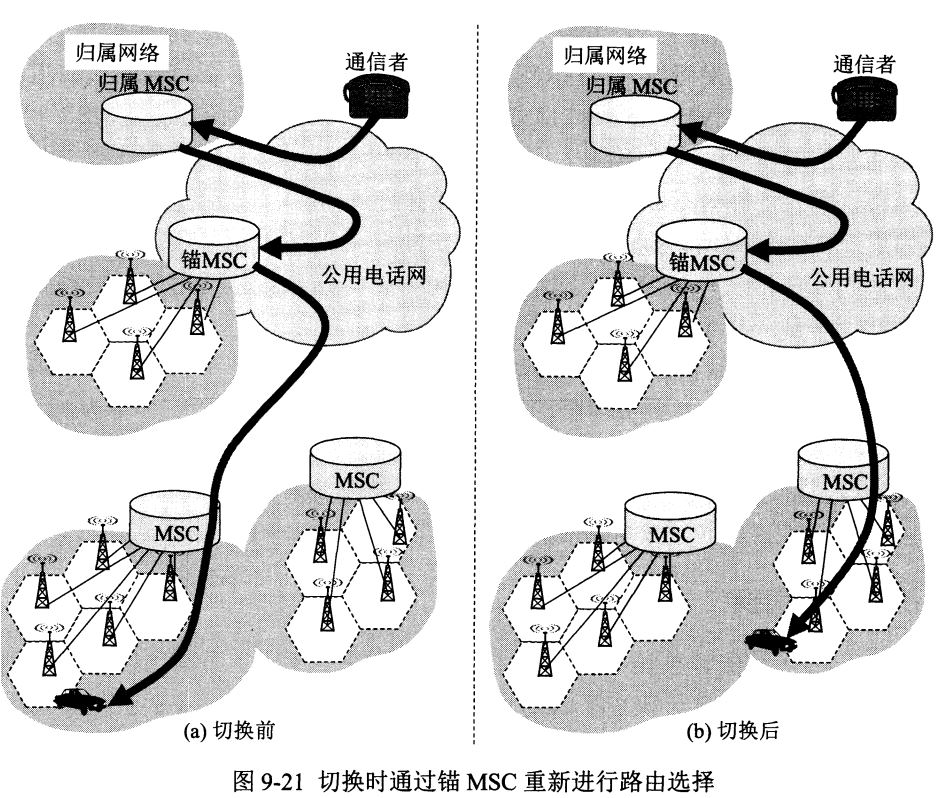 归属网络
归属 MSC
通信者
锚MSC
公用电话网
MSC
MSC
(a) 切换前
归属网络
归属 MSC
通信者
锚MSC
公用电话网
MSC
MSC
(b) 切换后
图 9-21 切换时通过锚 MSC 重新进行路由选择